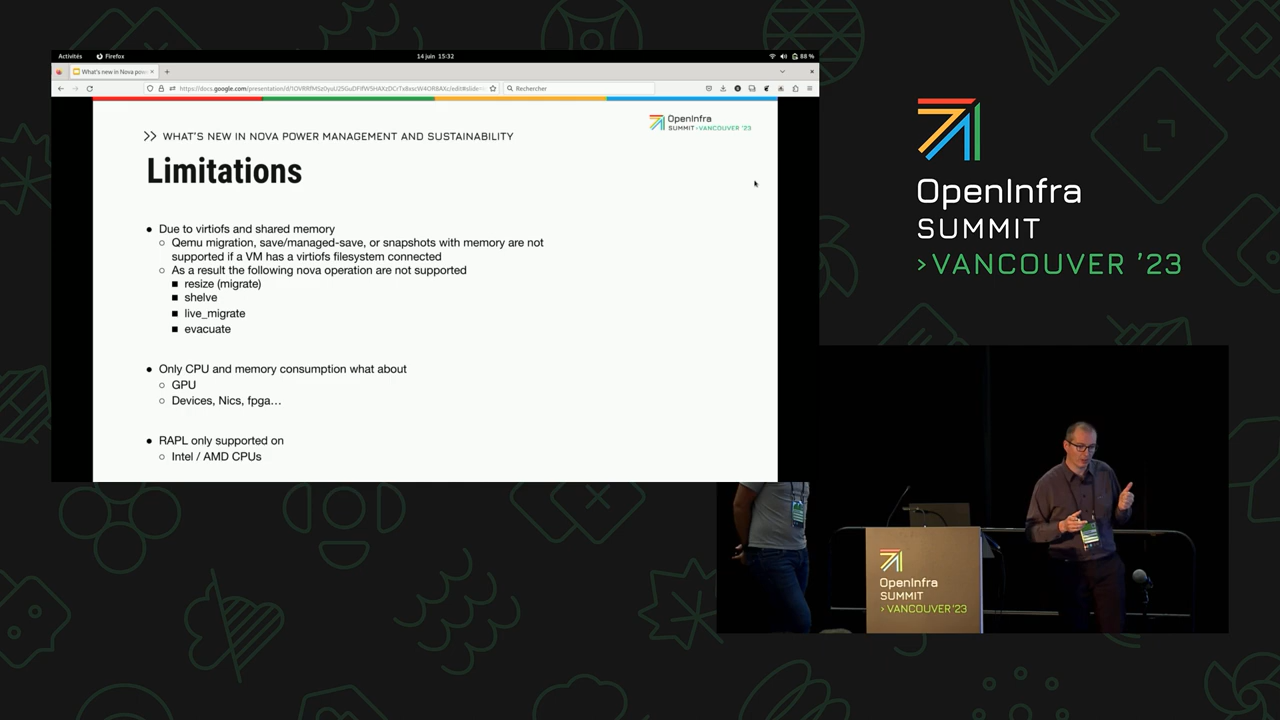 Activités
Firefox
14 juin 15:32
88 %
What's new in Nova pow
Rechercher
OpenInfra
SUMMIT >VANCOUVER '23
>> WHAT'S NEW IN NOVA POWER MANAGEMENT AND SUSTAINABILITY
Limitations
● Due to virtiofs and shared memory
○ Qemu migration, save/managed-save, or snapshots with memory are not
supported if a VM has a virtiofs filesystem connected
○ As a result the following nova operation are not supported
■ resize (migrate)
■ shelve
■ live_migrate
■ evacuate
● Only CPU and memory consumption what about
○ GPU
○ Devices, Nics, fpga…
● RAPL only supported on
○ Intel / AMD CPUs
OpenInfra
SUMMIT
>VANCOUVER '23
OpenInfra
SUMMIT
>VANCOUVER '23